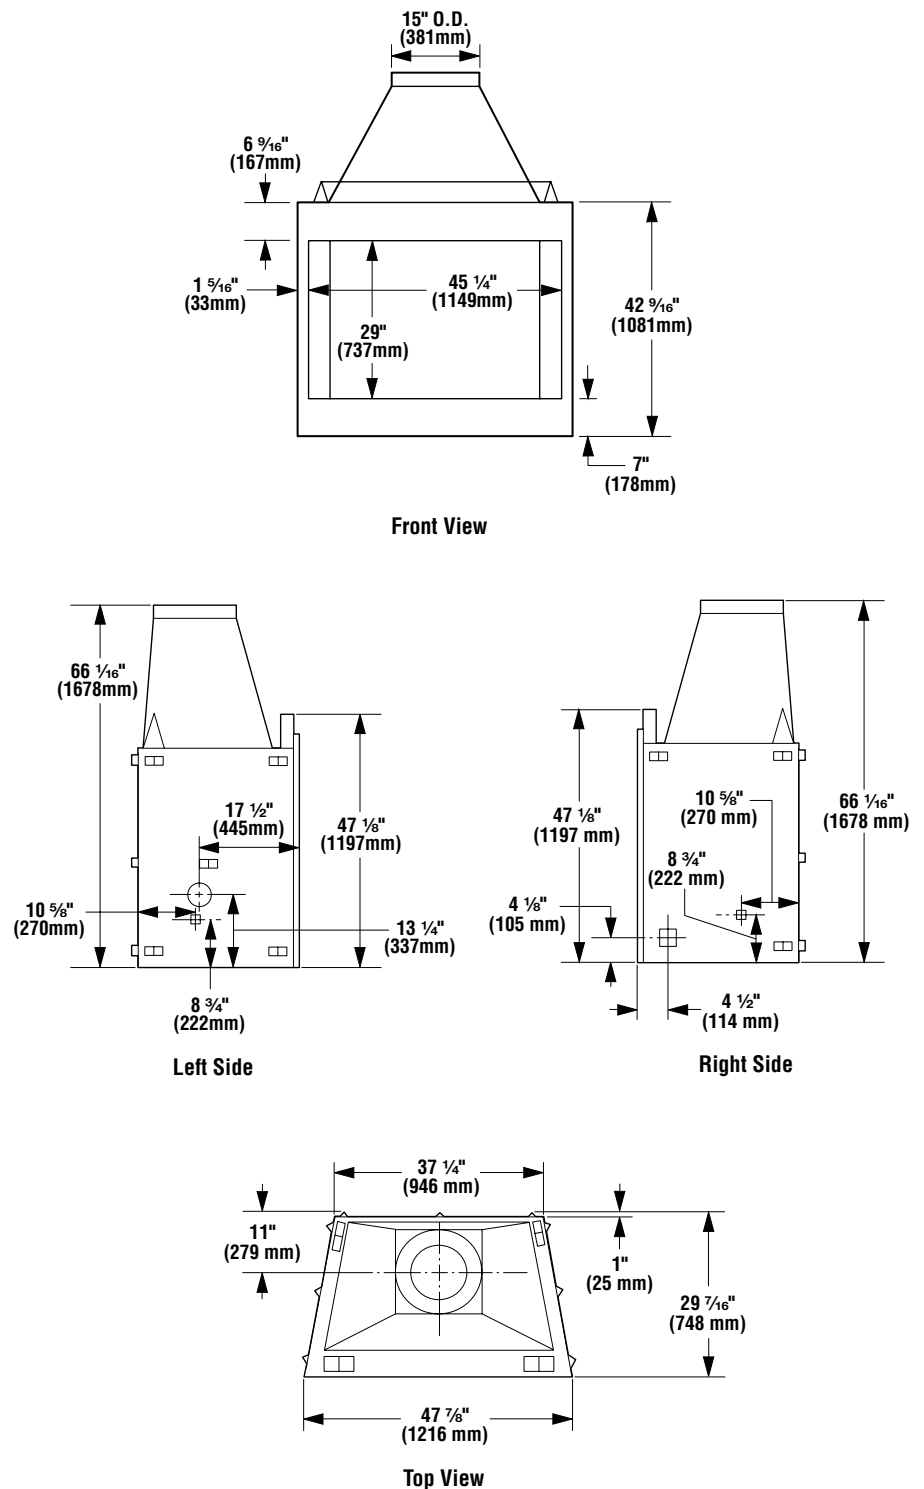 15" O.D.
(381mm)
6 9/16"
(167mm)
1 5/16"
(33mm)
45 1/4"
(1149mm)
29"
(737mm)
42 9/16"
(1081mm)
7"
(178mm)
Front View
66 1/16"
(1678mm)
17 1/2"
(445mm)
47 1/8"
(1197mm)
10 5/8"
(270mm)
13 1/4"
(337mm)
8 3/4"
(222mm)
Left Side
47 1/8"
(1197 mm)
10 5/8"
(270 mm)
66 1/16"
(1678 mm)
8 3/4"
(222 mm)
4 1/8"
(105 mm)
4 1/2"
(114 mm)
Right Side
37 1/4"
(946 mm)
11"
(279 mm)
1"
(25 mm)
29 7/16"
(748 mm)
47 7/8"
(1216 mm)
Top View